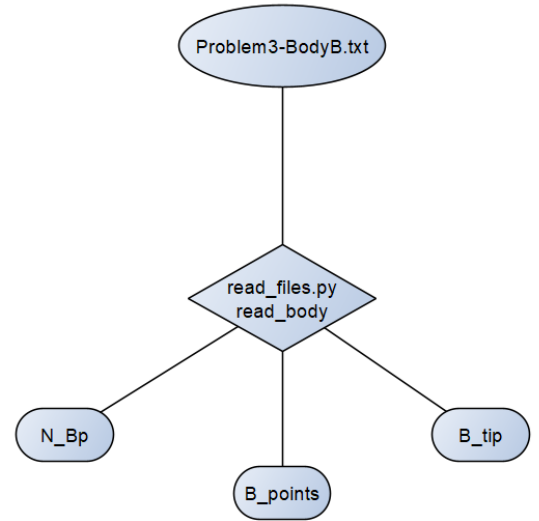 Problem3-BodyB.txt
read_files.py
read_body
N_Bp
B_tip
B_points